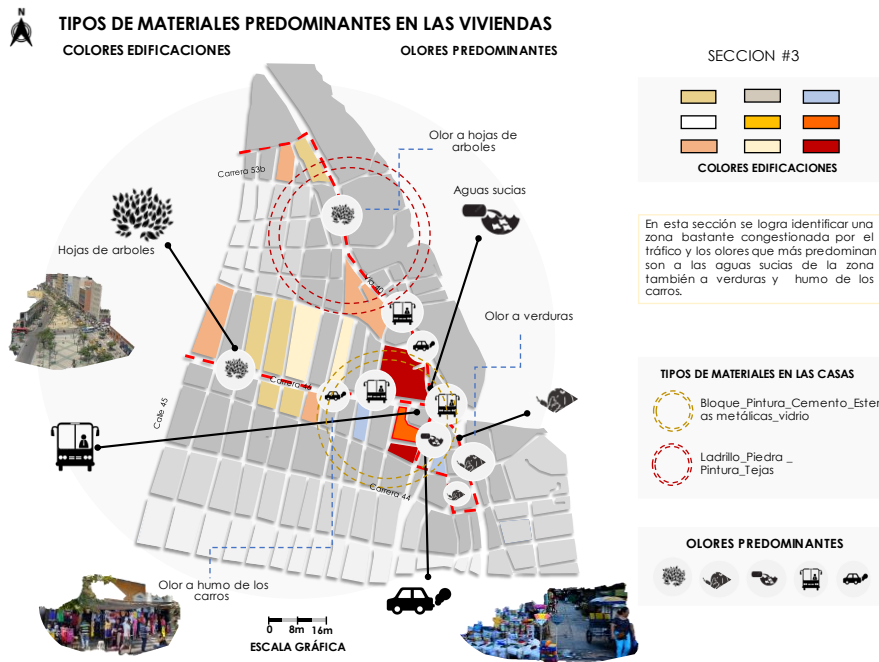 N
TIPOS DE MATERIALES PREDOMINANTES EN LAS VIVIENDAS
COLORES EDIFICACIONES
OLORES PREDOMINANTES
Olor a hojas de
arboles
Carrera 53b
Aguas sucias
Hojas de arboles
Vía 40
Olor a verduras
Carrera 46
Calle 45
Carrera 44
Olor a humo de los
carros
0 8m 16m
ESCALA GRÁFICA
SECCION #3
COLORES EDIFICACIONES
En esta sección se logra identificar una
zona bastante congestionada por el
tráfico y los olores que más predominan
son a las aguas sucias de la zona
también a verduras y humo de los
carros.
TIPOS DE MATERIALES EN LAS CASAS
Bloque_Pintura_Cemento_Ester
as metálicas_vidrio
Ladrillo_Piedra _
Pintura_Tejas
OLORES PREDOMINANTES